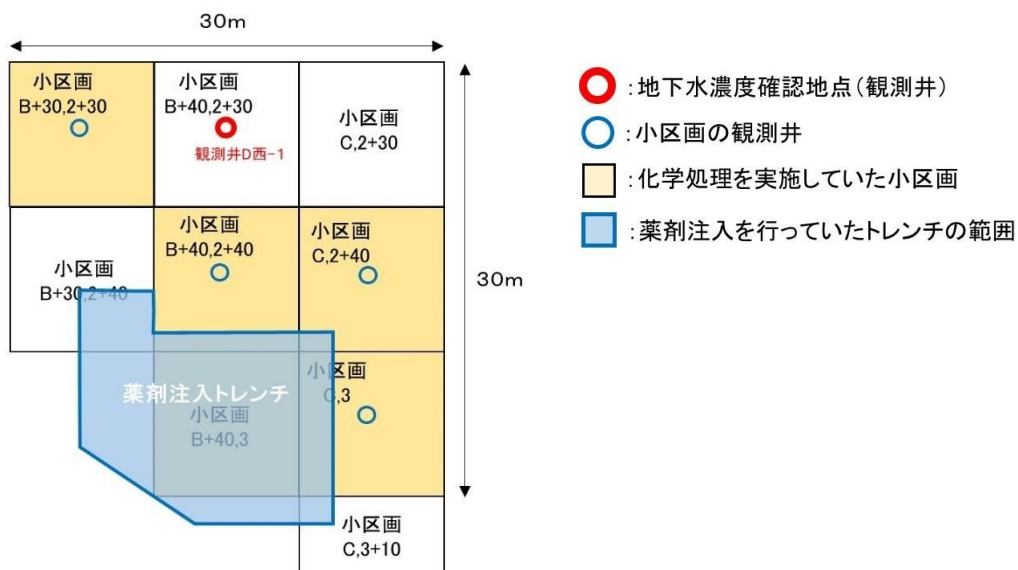 30m
小区画
B+30,2+30
小区画
B+40,2+30
観測井D西-1
小区画
C,2+30
小区画
B+30,2+40
小区画
B+40,2+40
小区画
C,2+40
30m
薬剤注入トレンチ
小区画
B+40,3
小区画
C,3
小区画
C,3+10
:地下水濃度確認地点(観測井)
:小区画の観測井
:化学処理を実施していた小区画
:薬剤注入を行っていたトレンチの範囲